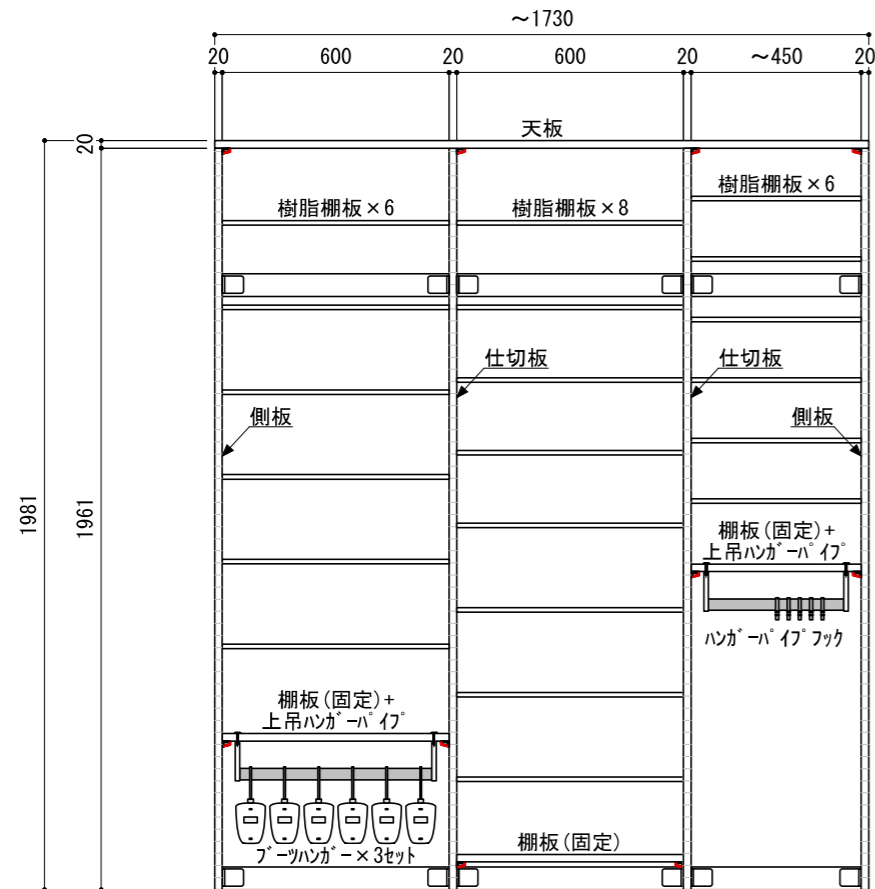 ～1730
20
600
20
600
20
～450
20
天板
20
樹脂棚板×6
樹脂棚板×8
樹脂棚板×6
仕切板
仕切板
側板
側板
1981
1961
棚板(固定)+
上吊ﾊﾝｶﾞｰﾊﾟｲﾌﾟ
ﾊﾝｶﾞｰﾊﾟｲﾌﾟﾌｯｸ
棚板(固定)+
上吊ﾊﾝｶﾞｰﾊﾟｲﾌﾟ
ﾌﾞｰﾂﾊﾝｶﾞｰ×3ｾｯﾄ
棚板(固定)